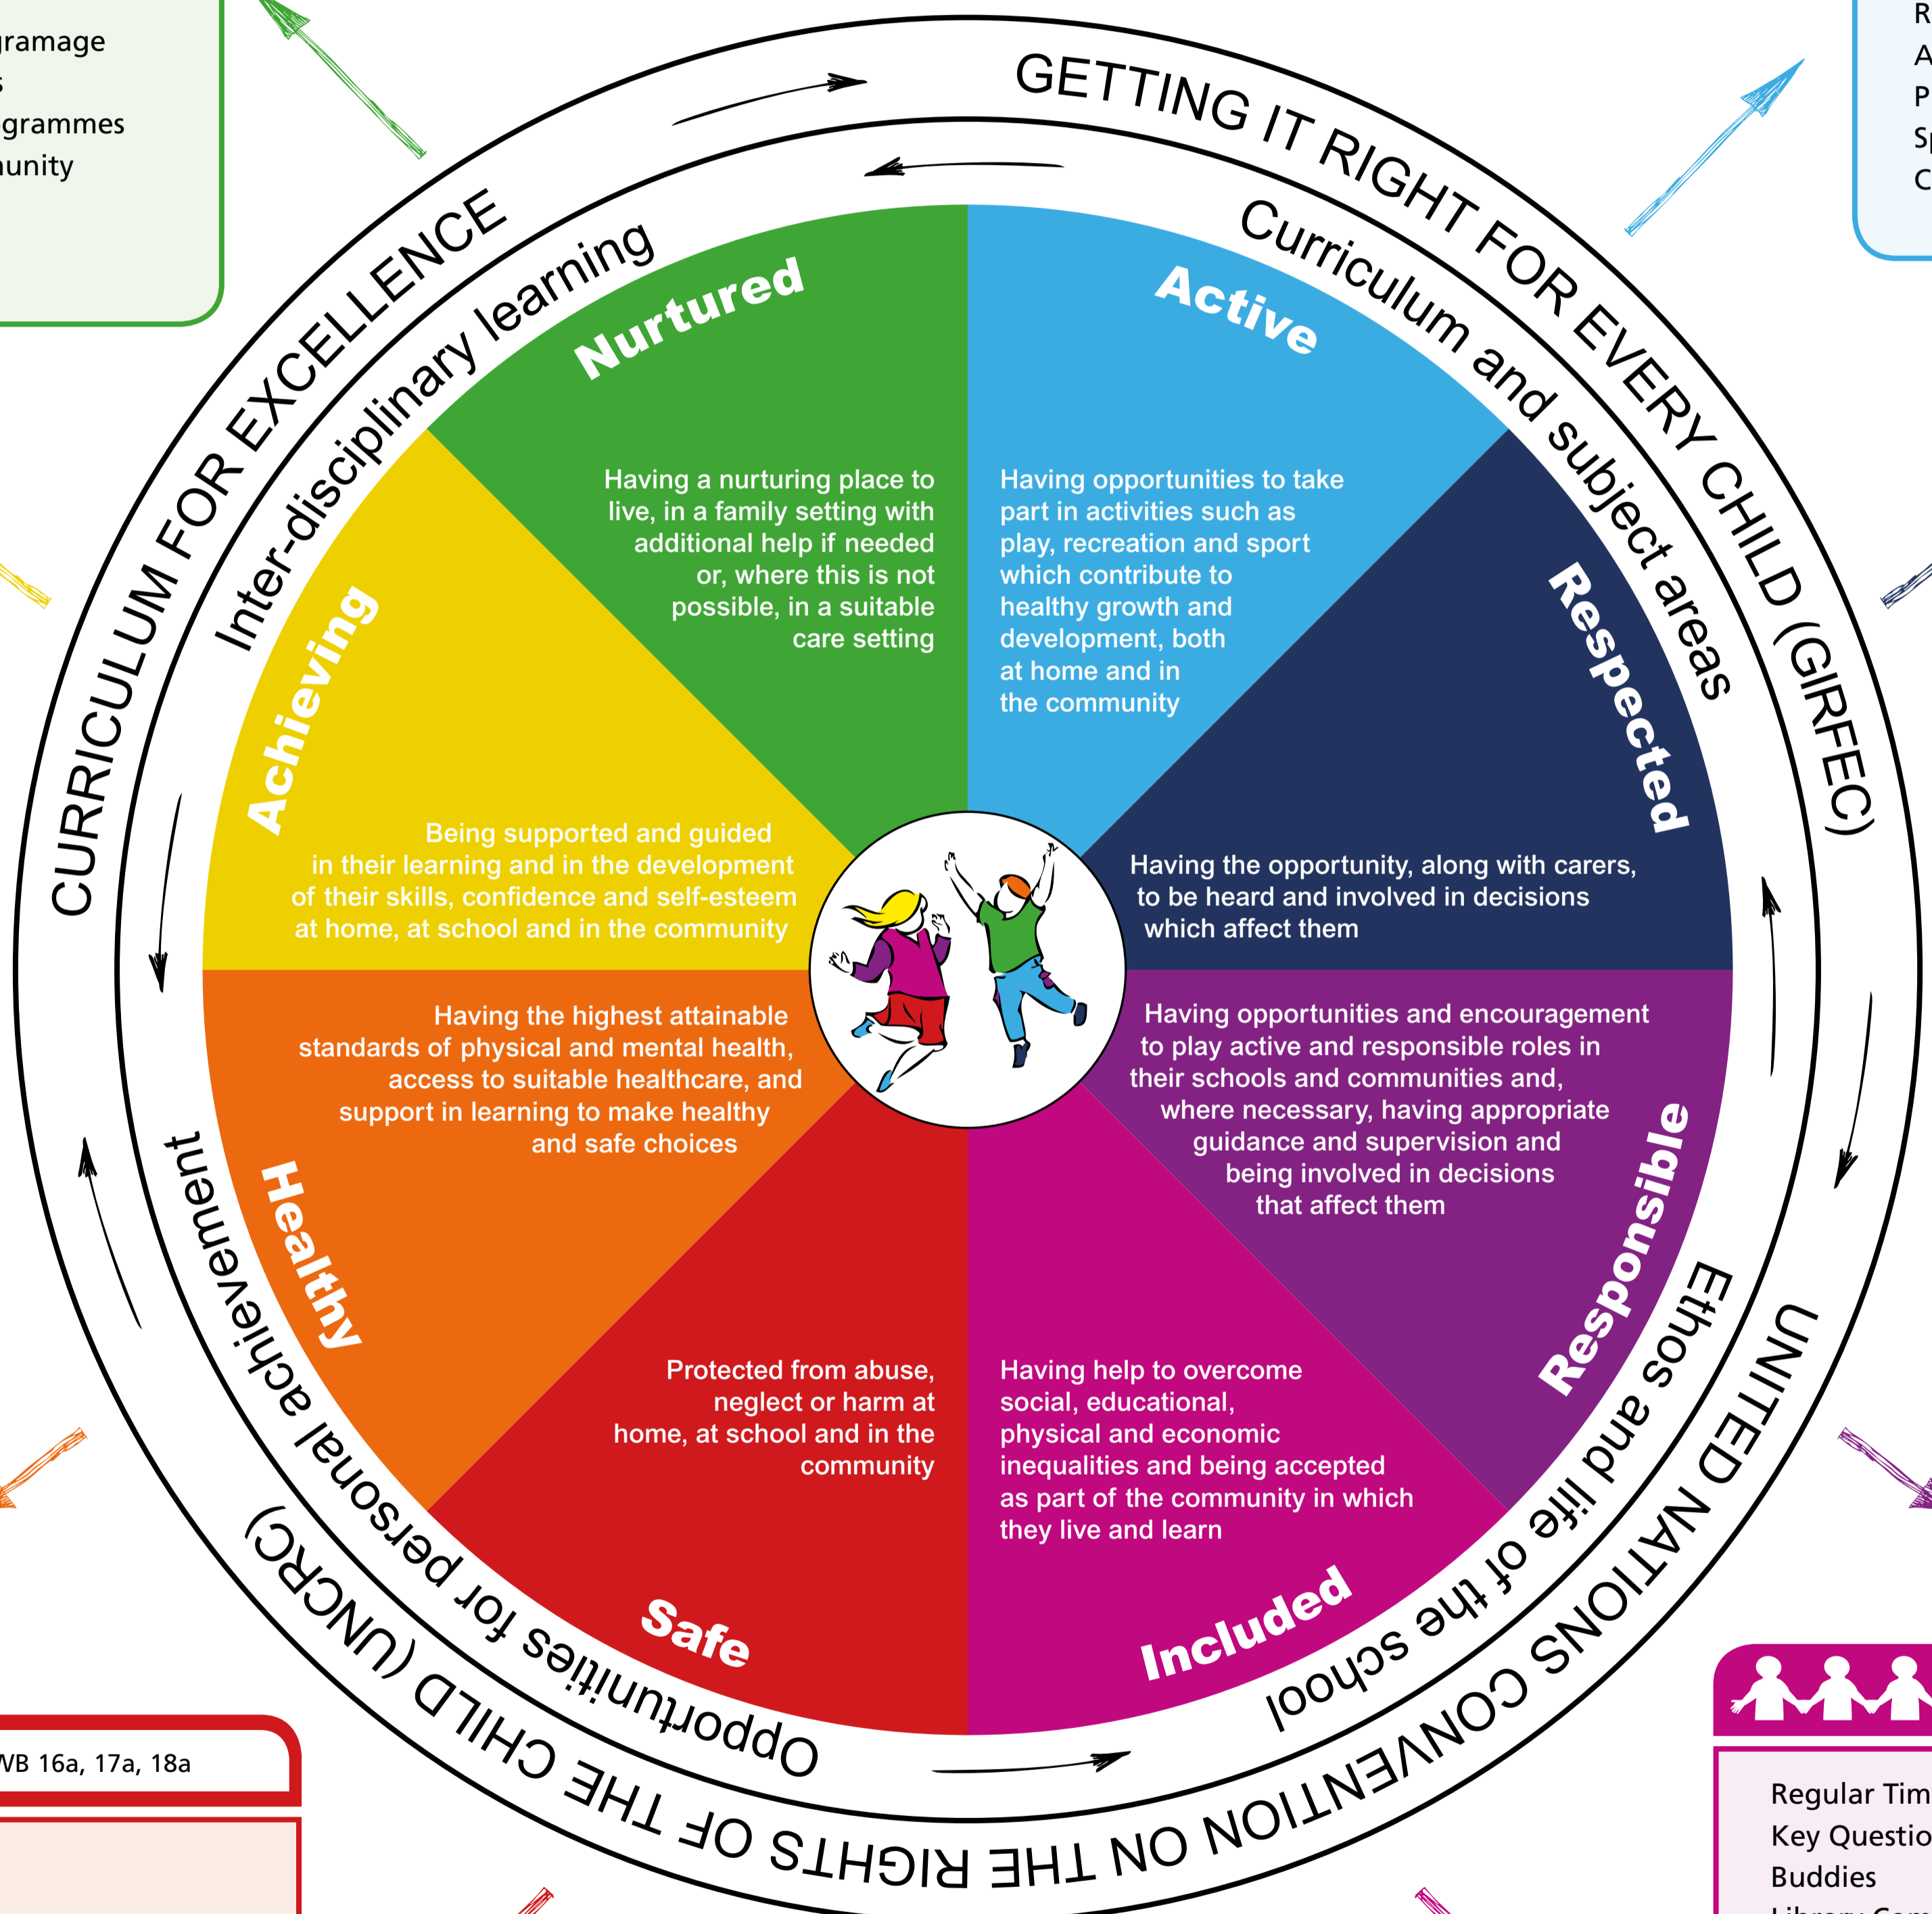 gramage
grammes
unity
CURRICULUM FOR EXCELLENCE
GETTING IT RIGHT FOR EVERY CHILD (GIRFEC)
UNITED NATIONS CONVENTION ON THE RIGHTS OF THE CHILD (UNCRC)
Inter-disciplinary learning
Curriculum and subject areas
Ethos and life of the school
Opportunities for personal achievement
Nurtured
Having a nurturing place to
live, in a family setting with
additional help if needed
or, where this is not
possible, in a suitable
care setting
Active
Having opportunities to take
part in activities such as
play, recreation and sport
which contribute to
healthy growth and
development, both
at home and in
the community
Respected
Having the opportunity, along with carers,
to be heard and involved in decisions
which affect them
Responsible
Having opportunities and encouragement
to play active and responsible roles in
their schools and communities and,
where necessary, having appropriate
guidance and supervision and
being involved in decisions
that affect them
Included
Having help to overcome
social, educational,
physical and economic
inequalities and being accepted
as part of the community in which
they live and learn
Safe
Protected from abuse,
neglect or harm at
home, at school and in the
community
Healthy
Having the highest attainable
standards of physical and mental health,
access to suitable healthcare, and
support in learning to make healthy
and safe choices
Achieving
Being supported and guided
in their learning and in the development
of their skills, confidence and self-esteem
at home, at school and in the community
WB 16a, 17a, 18a
Regular Tim
Key Questio
Buddies